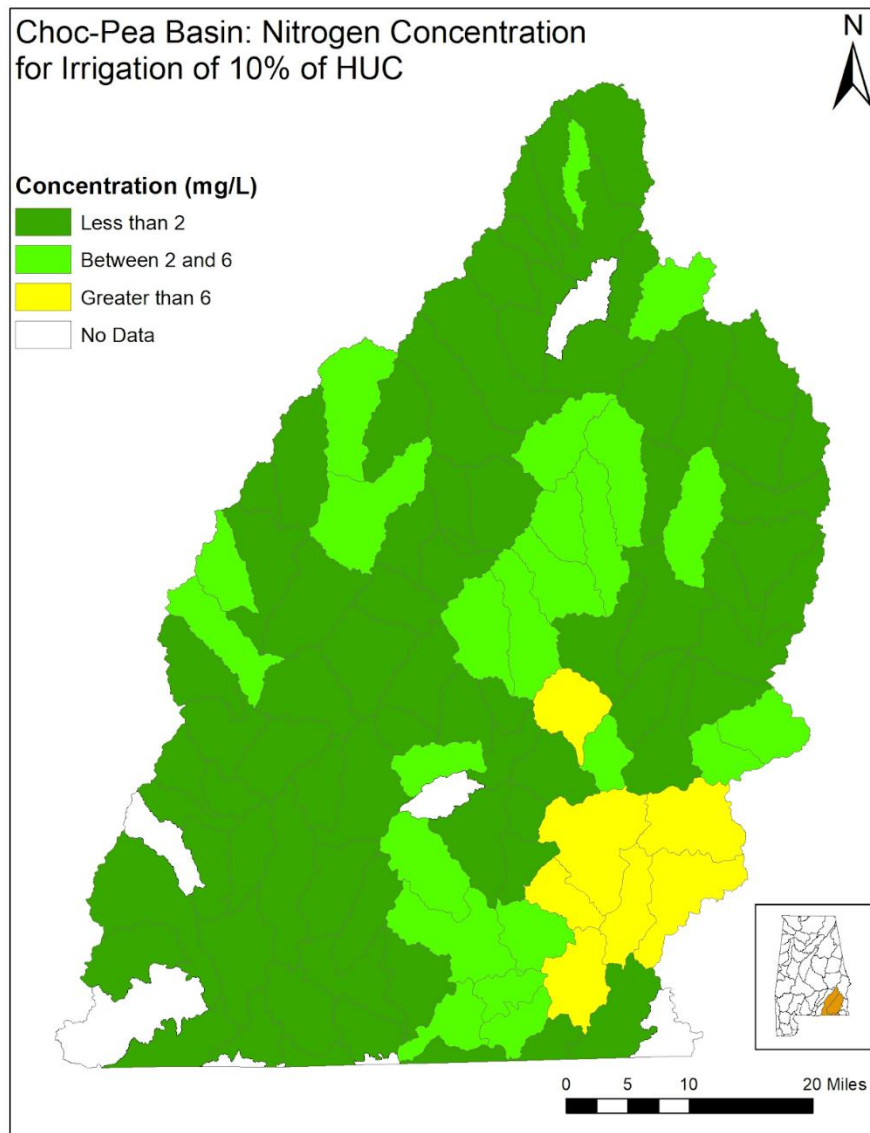 Choc-Pea Basin: Nitrogen Concentration
for Irrigation of 10% of HUC
N
Concentration (mg/L)
Less than 2
Between 2 and 6
Greater than 6
No Data
0 5 10 20 Miles